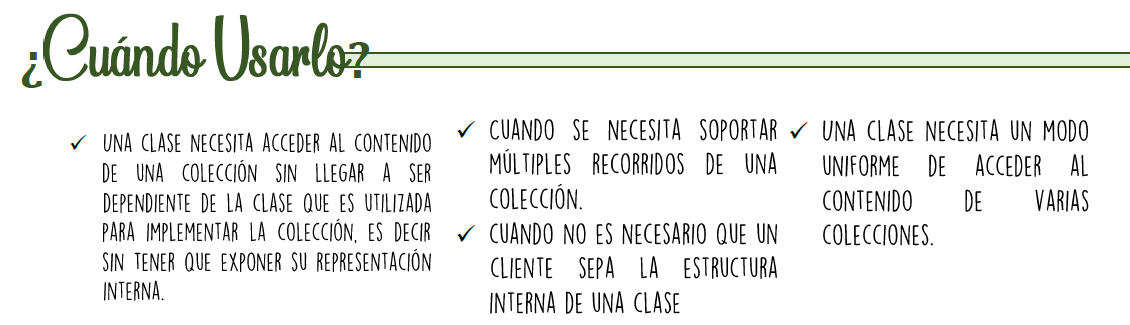 ¿Cuándo Usarlo?
✓ UNA CLASE NECESITA ACCEDER AL CONTENIDO
DE UNA COLECCIÓN SIN LLEGAR A SER
DEPENDIENTE DE LA CLASE QUE ES UTILIZADA
PARA IMPLEMENTAR LA COLECCIÓN, ES DECIR
SIN TENER QUE EXPONER SU REPRESENTACIÓN
INTERNA.
✓ CUANDO SE NECESITA SOPORTAR
MÚLTIPLES RECORRIDOS DE UNA
COLECCIÓN.
✓ CUANDO NO ES NECESARIO QUE UN
CLIENTE SEPA LA ESTRUCTURA
INTERNA DE UNA CLASE
✓ UNA CLASE NECESITA UN MODO
UNIFORME DE ACCEDER AL
CONTENIDO DE VARIAS
COLECCIONES.